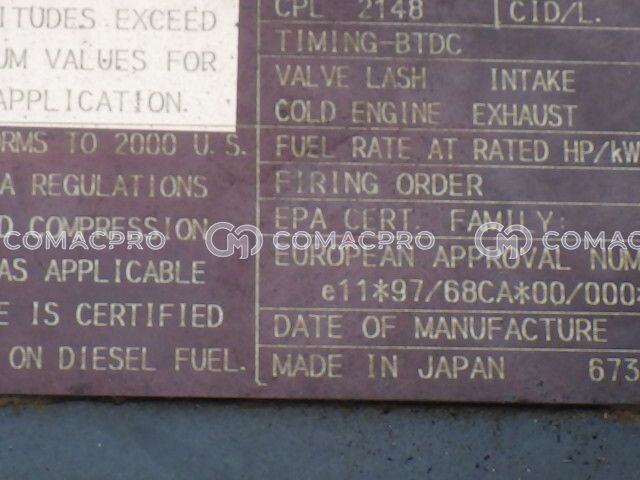 ITUDES EXCEED
UM VALUES FOR
APPLICATION.
ORMS TO 2000 U.S.
A REGULATIONS
D COMPRESSION
AS APPLICABLE
E IS CERTIFIED
ON DIESEL FUEL.
CPL 2148 CID/L.
TIMING-BTDC
VALVE LASH INTAKE
COLD ENGINE EXHAUST
FUEL RATE AT RATED HP/kW
FIRING ORDER
EPA CERT. FAMILY:
EUROPEAN APPROVAL NUM
e11*97/68CA*00/000*
DATE OF MANUFACTURE
MADE IN JAPAN 673
COMACPRO COMACPRO COMACPRO